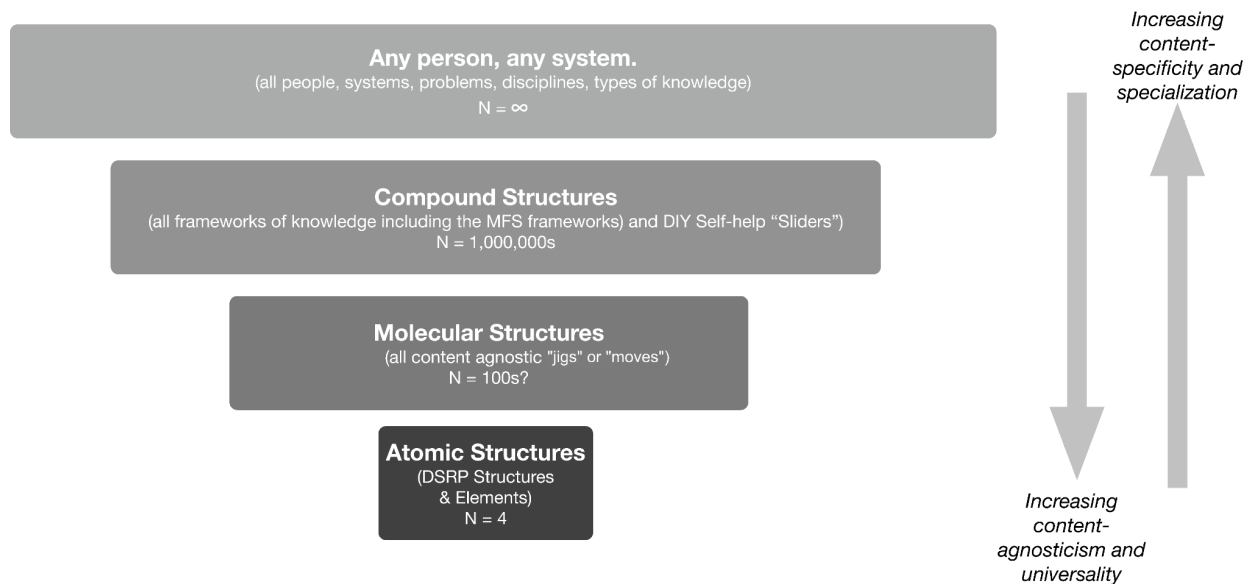 Any person, any system.
(all people, systems, problems, disciplines, types of knowledge)
N = ∞
Compound Structures
(all frameworks of knowledge including the MFS frameworks) and DIY Self-help “Sliders”)
N = 1,000,000s
Molecular Structures
(all content agnostic "jigs" or "moves")
N = 100s?
Atomic Structures
(DSRP Structures
& Elements)
N = 4
Increasing
content-
specificity and
specialization
Increasing
content-
agnosticism and
universality